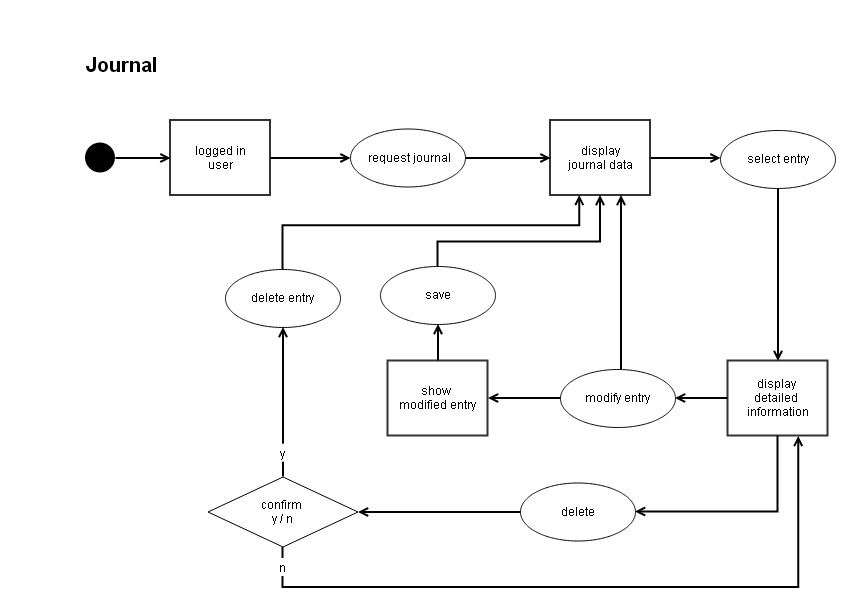 Journal
logged in
user
request journal
display
journal data
select entry
delete entry
save
show
modified entry
modify entry
display
detailed
information
y
confirm
y / n
delete
n